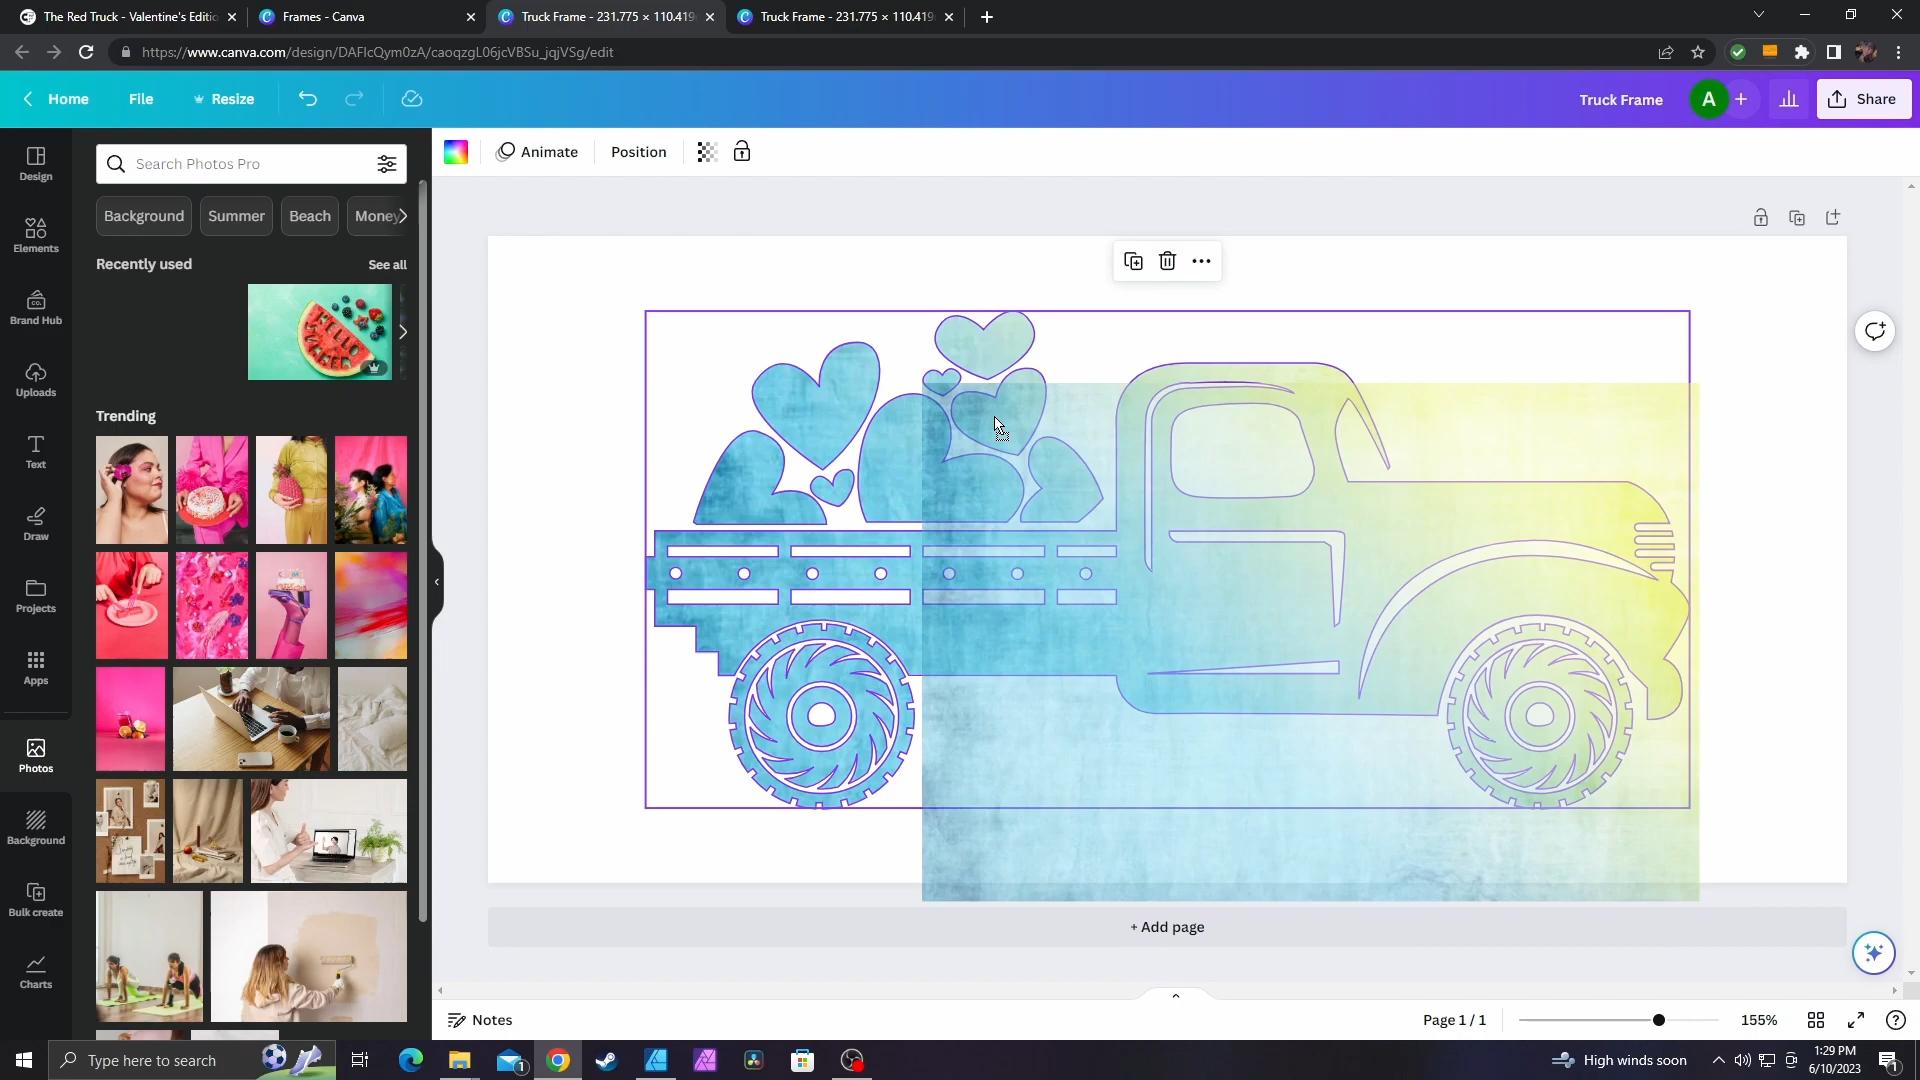 The Red Truck - Valentine's Editio
Frames - Canva
Truck Frame - 231.775 × 110.419
Truck Frame - 231.775 × 110.419
https://www.canva.com/design/DAFlcQym0zA/caoqzgL06jcVBSu_jqjVSg/edit
Home
File
Resize
Truck Frame
A
Share
Design
Elements
Brand Hub
Uploads
Text
Draw
Projects
Apps
Photos
Background
Bulk create
Charts
Search Photos Pro
Background
Summer
Beach
Money
Recently used
See all
HELLO SUMMER
Trending
Animate
Position
+ Add page
Notes
Page 1 / 1
155%
Type here to search
1
High winds soon
1:29 PM
6/10/2023
1